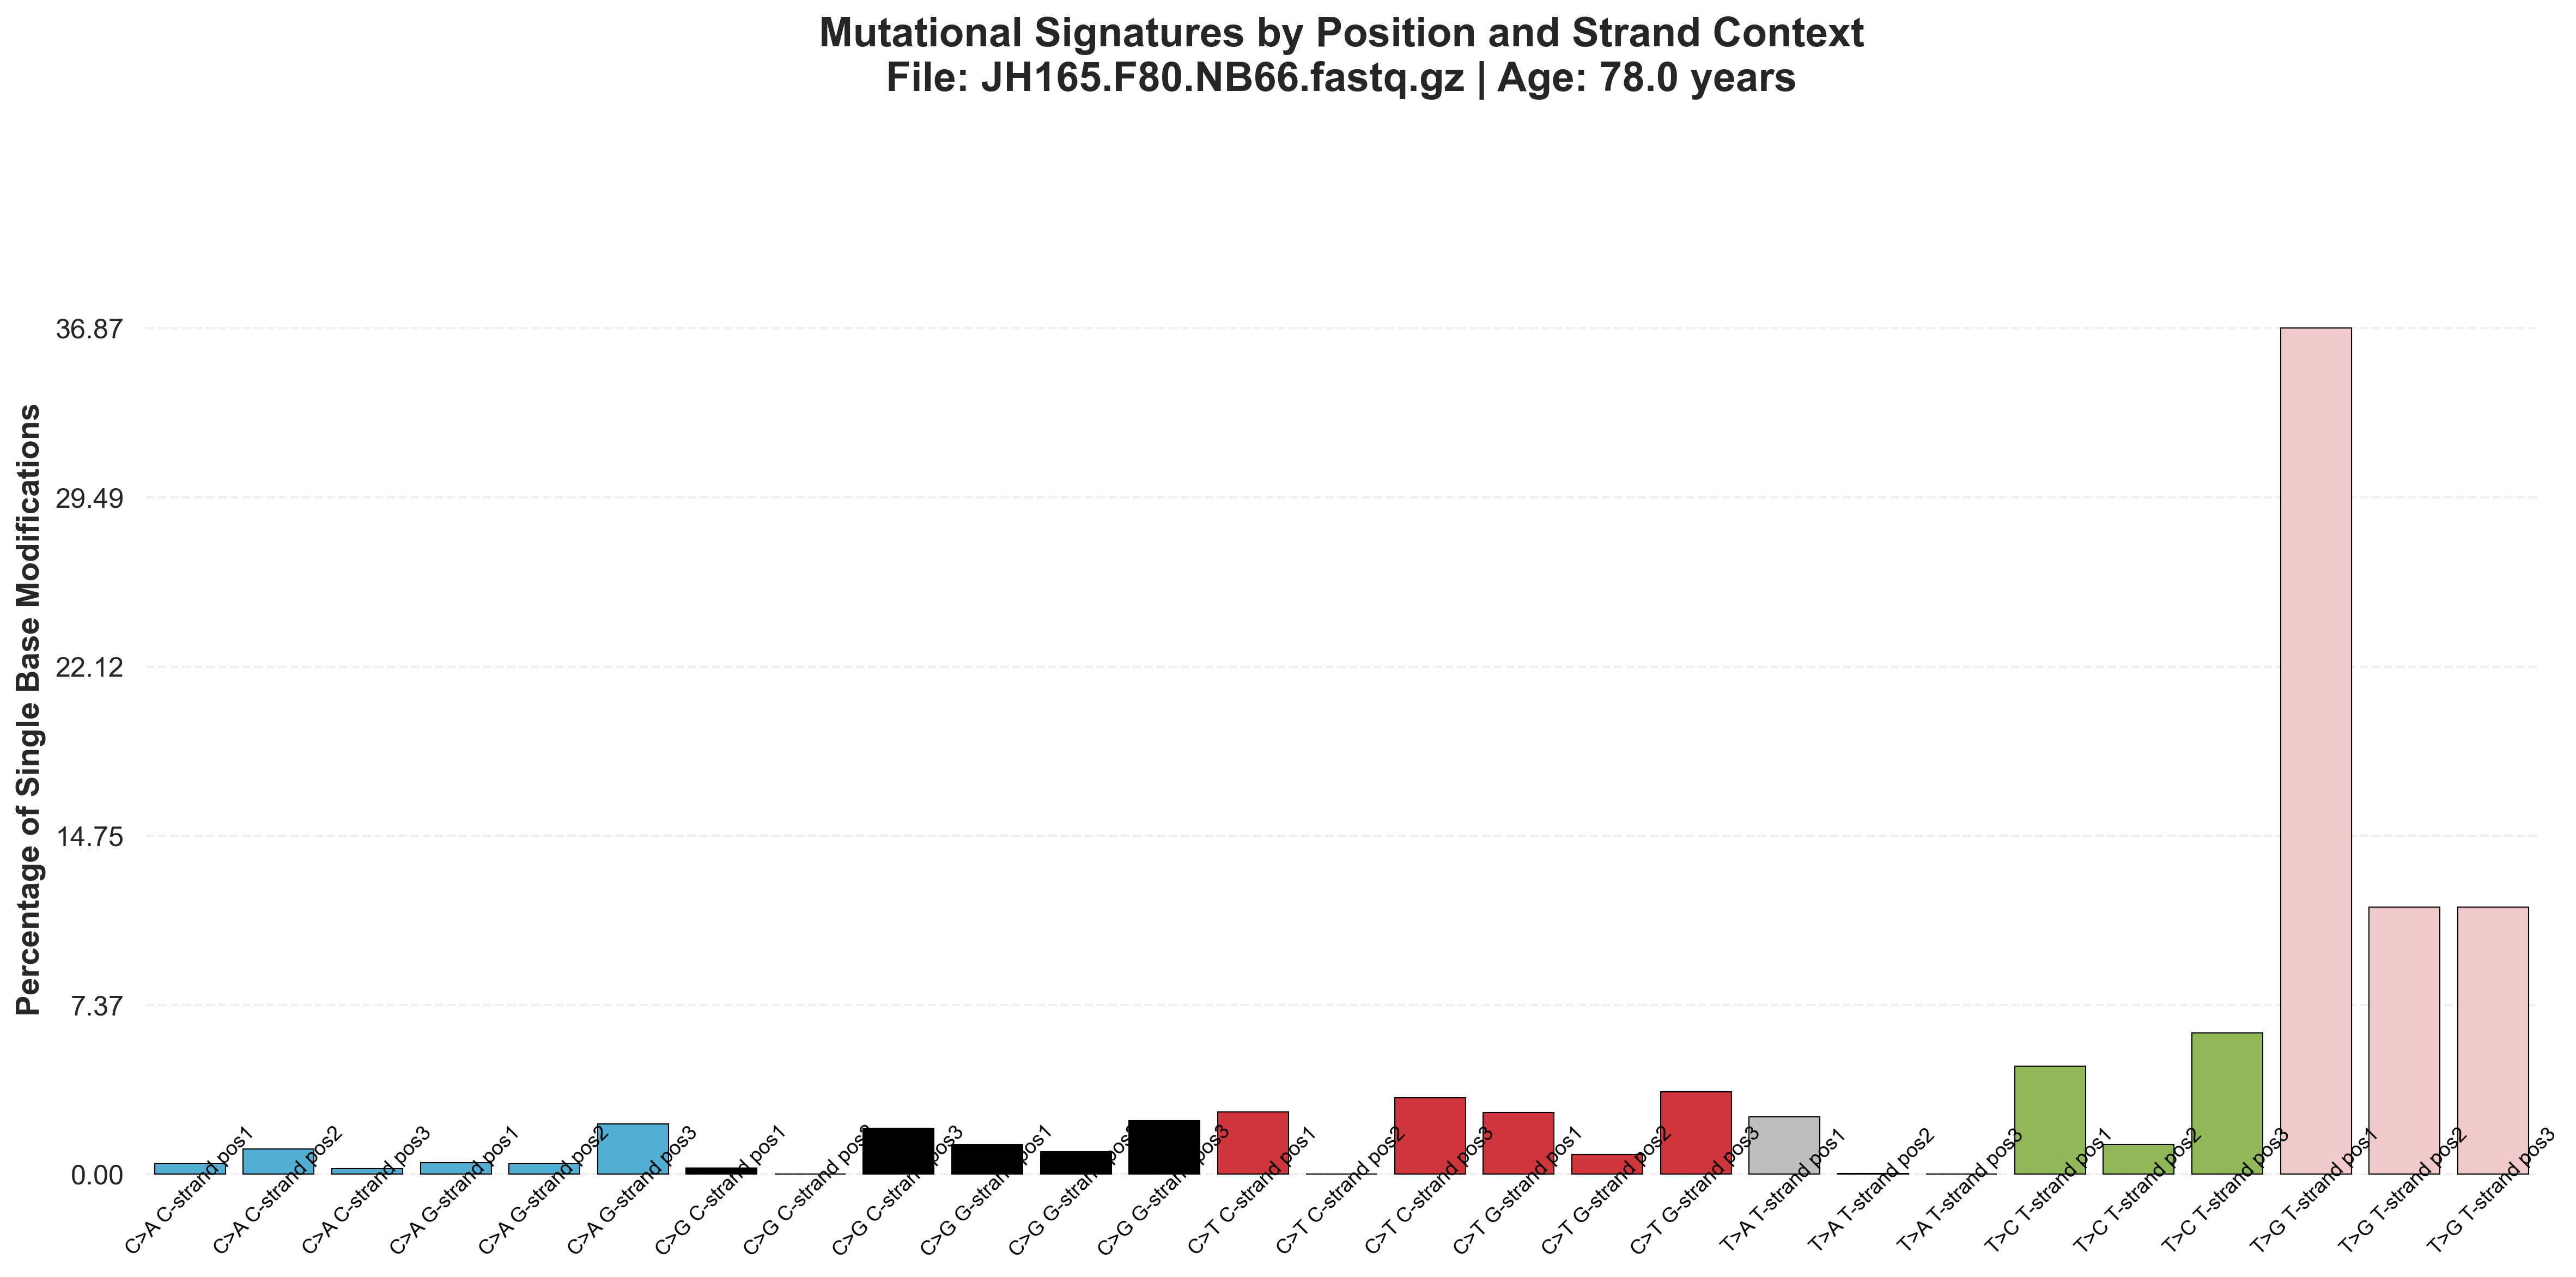 Mutational Signatures by Position and Strand Context
File: JH165.F80.NB66.fastq.gz | Age: 78.0 years
Percentage of Single Base Modifications
36.87
29.49
22.12
14.75
7.37
0.00
C>A C-strand pos1
C>A C-strand pos2
C>A C-strand pos3
C>A G-strand pos1
C>A G-strand pos2
C>A G-strand pos3
C>G C-strand pos1
C>G C-strand pos2
C>G C-strand pos3
C>G G-strand pos1
C>G G-strand pos2
C>G G-strand pos3
C>T C-strand pos1
C>T C-strand pos2
C>T C-strand pos3
C>T G-strand pos1
C>T G-strand pos2
C>T G-strand pos3
T>A T-strand pos1
T>A T-strand pos2
T>A T-strand pos3
T>C T-strand pos1
T>C T-strand pos2
T>C T-strand pos3
T>G T-strand pos1
T>G T-strand pos2
T>G T-strand pos3